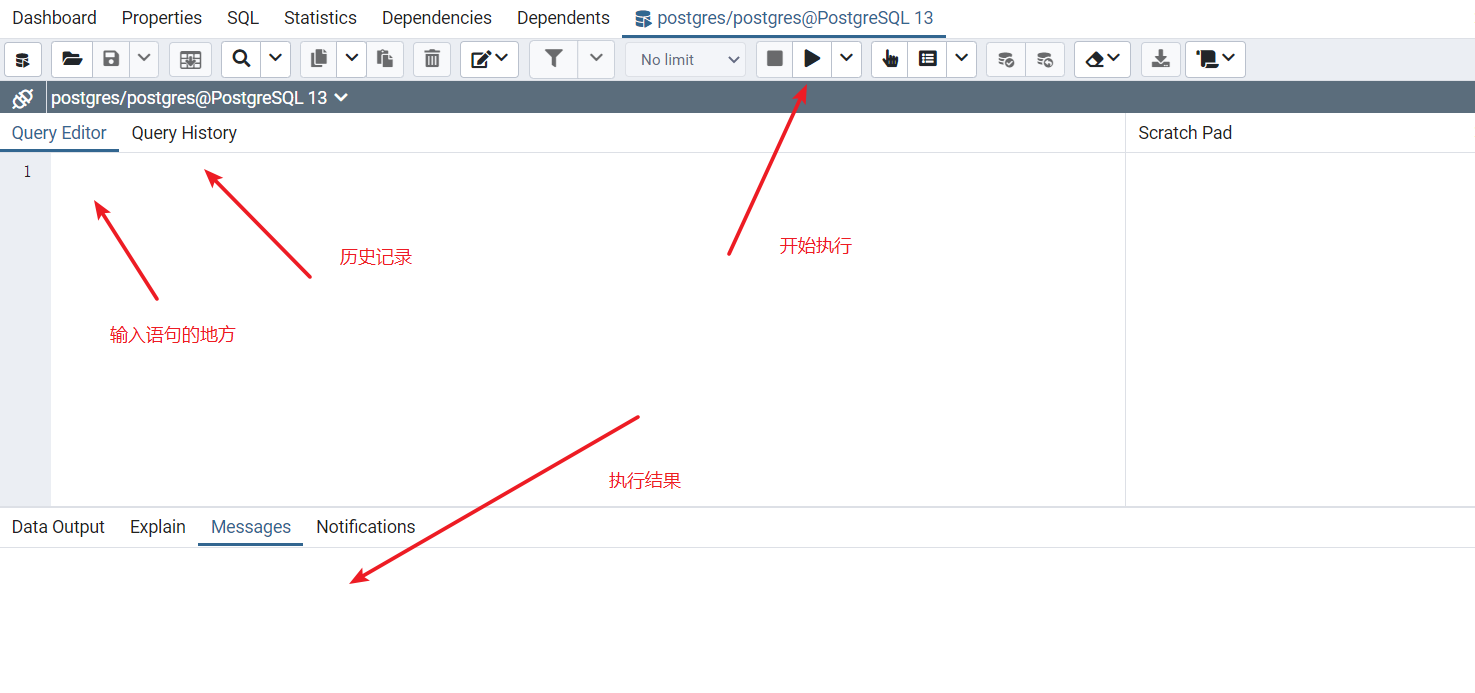 Dashboard Properties SQL Statistics Dependencies Dependents postgres/postgres@PostgreSQL 13
No limit
postgres/postgres@PostgreSQL 13
Query Editor Query History Scratch Pad
1
开始执行
历史记录
输入语句的地方
执行结果
Data Output Explain Messages Notifications